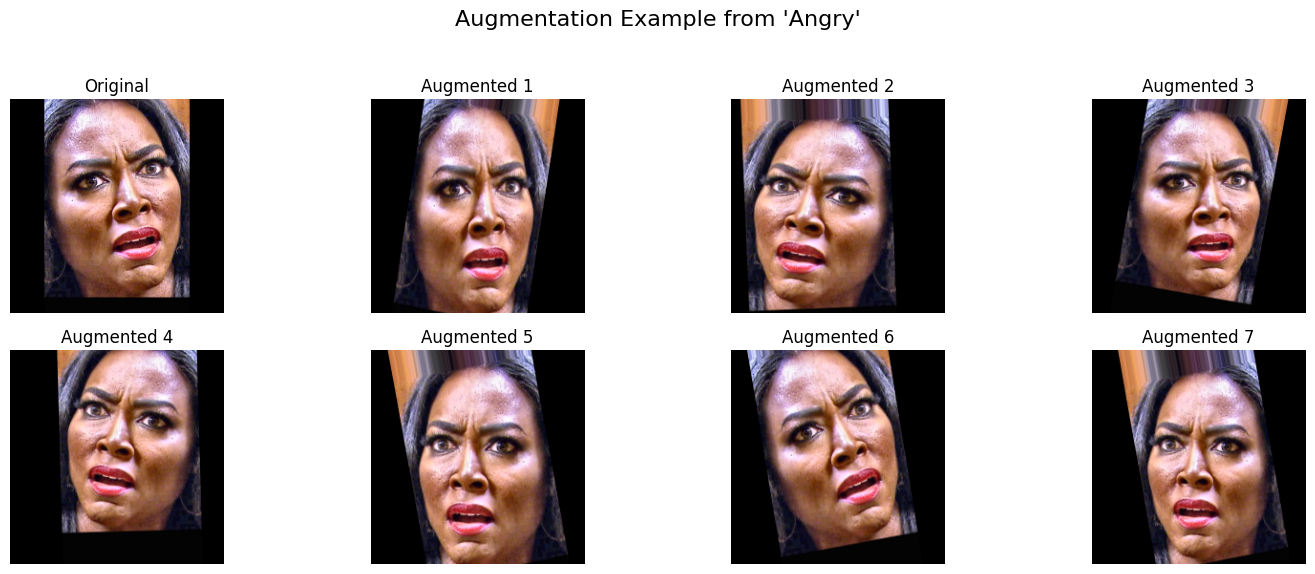 Augmentation Example from 'Angry'
Original
Augmented 1
Augmented 2
Augmented 3
Augmented 4
Augmented 5
Augmented 6
Augmented 7